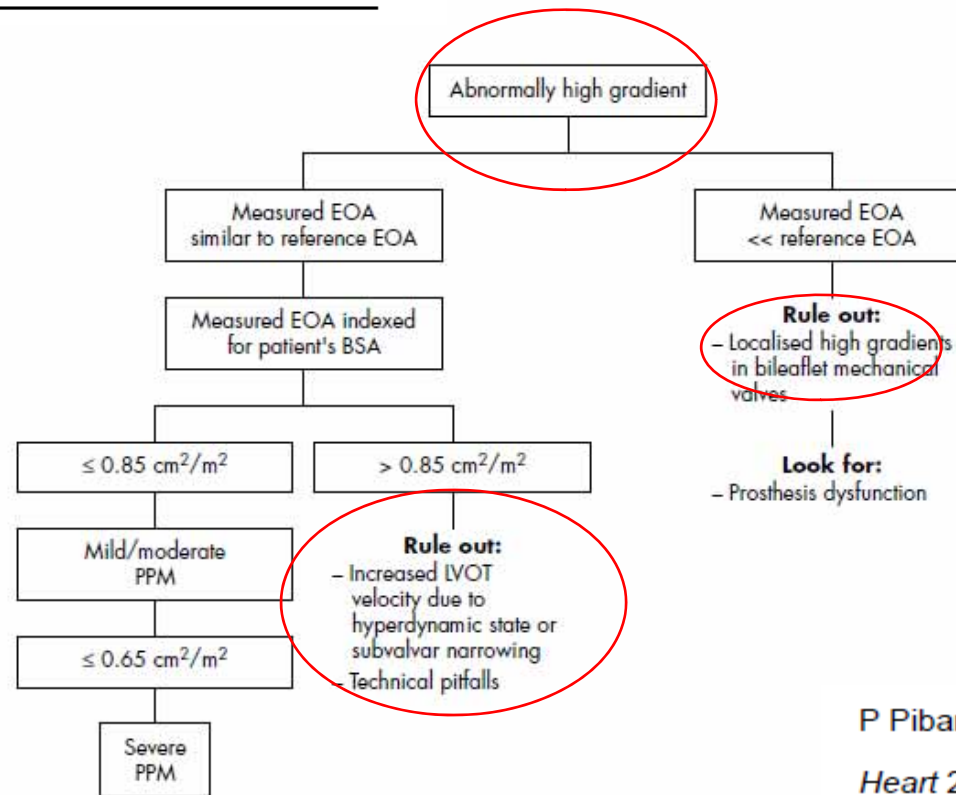 Abnormally high gradient
Measured EOA
similar to reference EOA
Measured EOA
<< reference EOA
Measured EOA indexed
for patient's BSA
Rule out:
– Localised high gradients
in bileaflet mechanical
valves
≤ 0.85 cm²/m²
> 0.85 cm²/m²
Look for:
– Prosthesis dysfunction
Mild/moderate
PPM
Rule out:
– Increased LVOT
velocity due to
hyperdynamic state or
subvalvar narrowing
– Technical pitfalls
≤ 0.65 cm²/m²
Severe
PPM
P
Heart